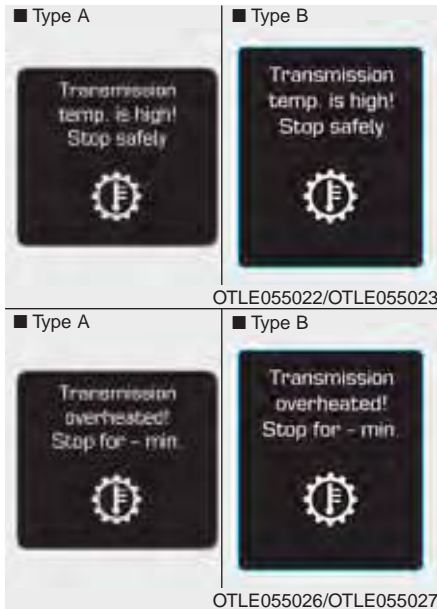 ■ Type A
Transmission
temp. is high!
Stop safely
■ Type B
Transmission
temp. is high!
Stop safely
OTLE055022/OTLE055023
■ Type A
Transmission
overheated!
Stop for - min.
■ Type B
Transmission
overheated!
Stop for - min.
OTLE055026/OTLE055027